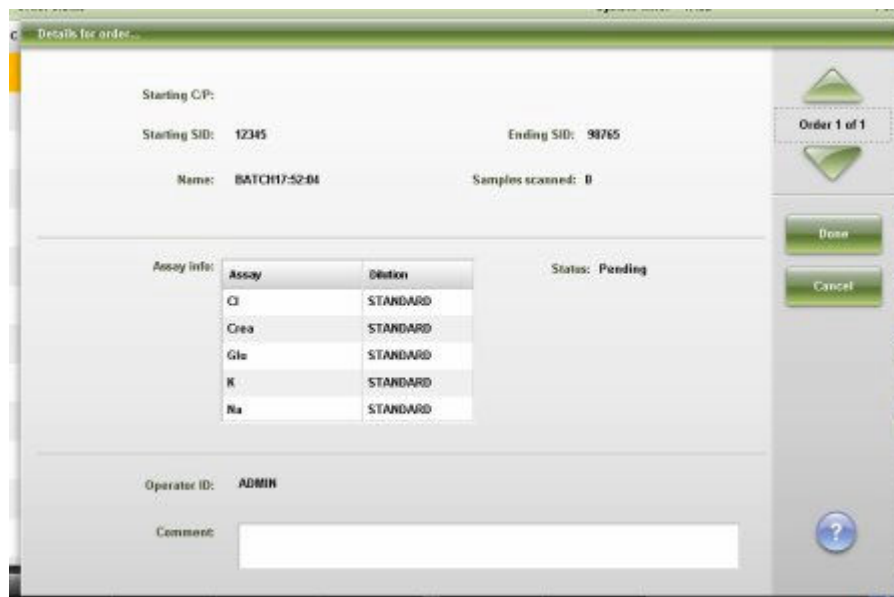 Details for order...
Starting C/P:
Order 1 of 1
Starting SID: 12345 Ending SID: 98765
Name: BATCH17:52:04 Samples scanned: 0
Done
Assay info: Status: Pending
Assay Dilution
Cancel
Cl STANDARD
Crea STANDARD
Glu STANDARD
K STANDARD
Na STANDARD
Operator ID: ADMIN
Comment:
?